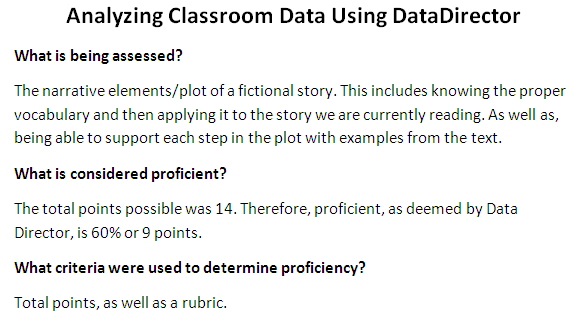 Analyzing Classroom Data Using DataDirector
What is being assessed?
The narrative elements/plot of a fictional story. This includes knowing the proper
vocabulary and then applying it to the story we are currently reading. As well as,
being able to support each step in the plot with examples from the text.
What is considered proficient?
The total points possible was 14. Therefore, proficient, as deemed by Data
Director, is 60% or 9 points.
What criteria were used to determine proficiency?
Total points, as well as a rubric.